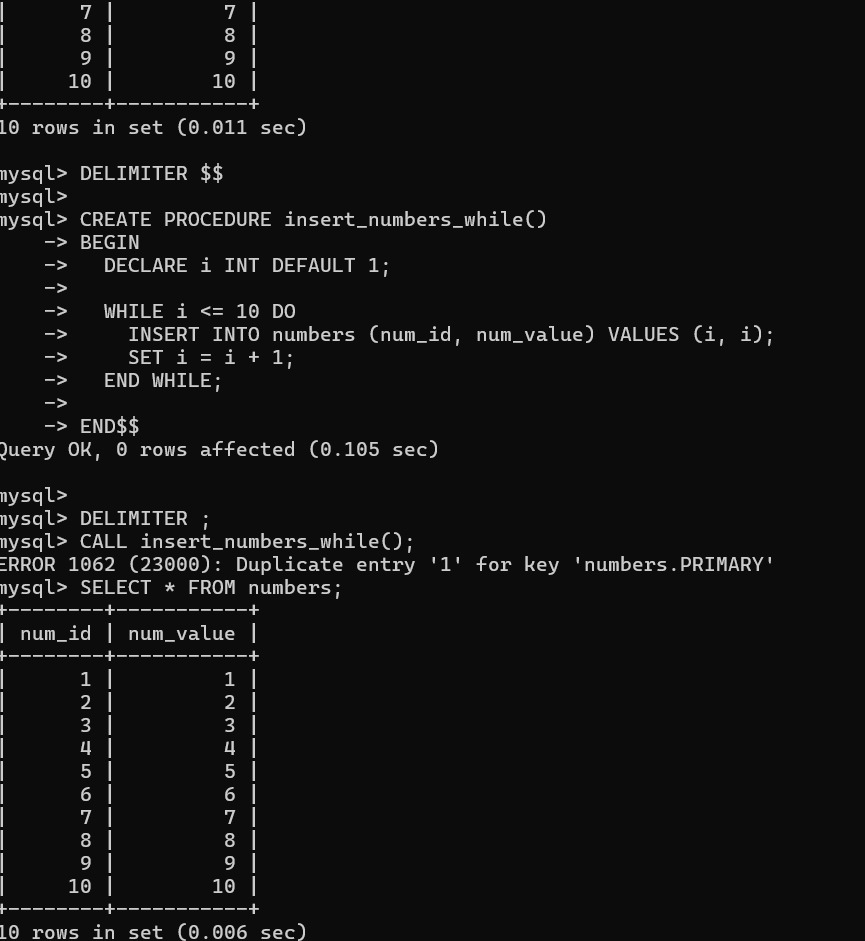 |      7 |         7 |
|      8 |         8 |
|      9 |         9 |
|     10 |        10 |
+--------+-----------+
10 rows in set (0.011 sec)

mysql> DELIMITER $$
mysql>
mysql> CREATE PROCEDURE insert_numbers_while()
    -> BEGIN
    ->   DECLARE i INT DEFAULT 1;
    ->
    ->   WHILE i <= 10 DO
    ->     INSERT INTO numbers (num_id, num_value) VALUES (i, i);
    ->     SET i = i + 1;
    ->   END WHILE;
    ->
    -> END$$
Query OK, 0 rows affected (0.105 sec)

mysql>
mysql> DELIMITER ;
mysql> CALL insert_numbers_while();
ERROR 1062 (23000): Duplicate entry '1' for key 'numbers.PRIMARY'
mysql> SELECT * FROM numbers;
+--------+-----------+
| num_id | num_value |
+--------+-----------+
|      1 |         1 |
|      2 |         2 |
|      3 |         3 |
|      4 |         4 |
|      5 |         5 |
|      6 |         6 |
|      7 |         7 |
|      8 |         8 |
|      9 |         9 |
|     10 |        10 |
+--------+-----------+
10 rows in set (0.006 sec)